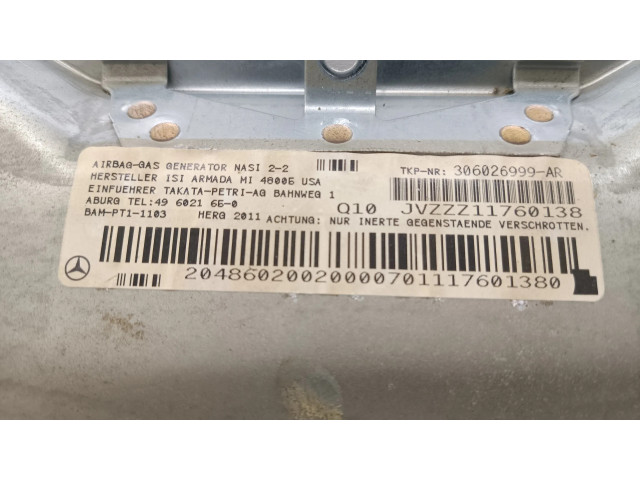 AIRBAG-GAS GENERATOR NASI 2-2
HERSTELLER ISI ARMADA MI 48005 USA
EINFUEHRER TAKATA-PETRI-AG BAHNWEG 1
ABURG TEL:49 6021 65-0
BAM-PT1-1103 HERG 2011 ACHTUNG: NUR INERTE GEGENSTAENDE VERSCHROTTEN.
TKP-NR: 306026999-AR
Q10 JVZZZ11760138
20486020020000701117601380